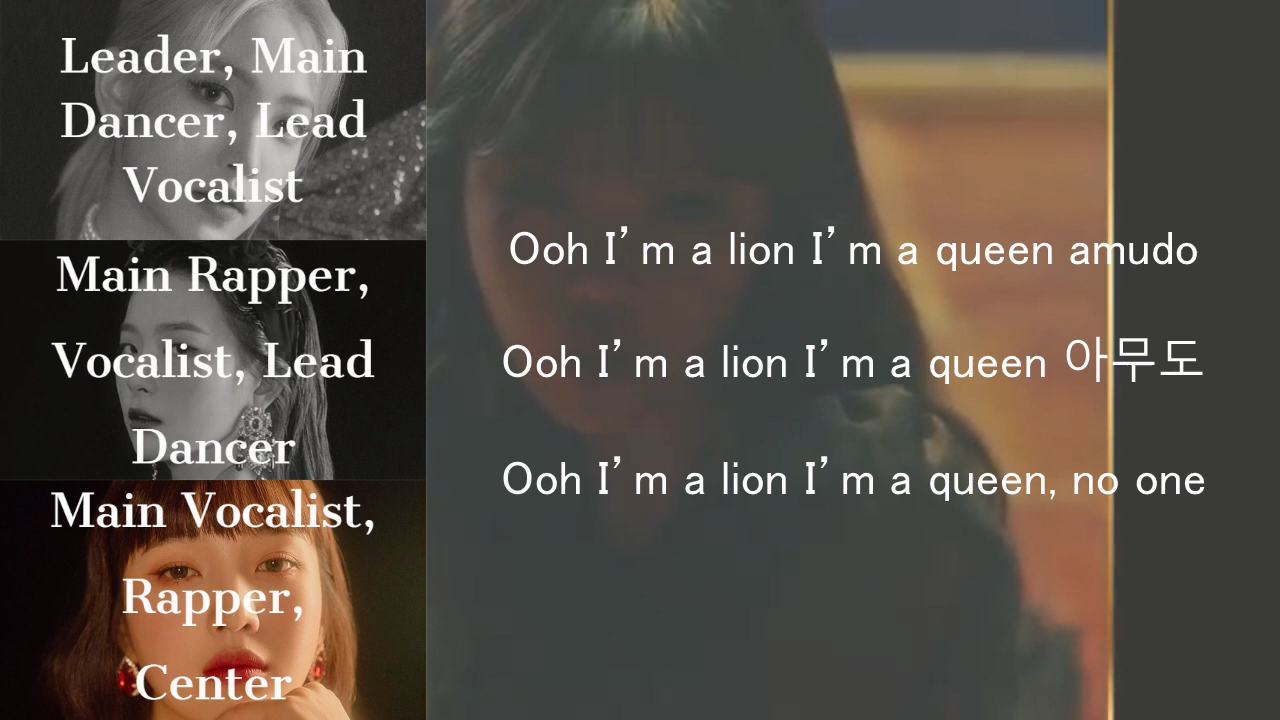 Leader, Main
Dancer, Lead
Vocalist
Main Rapper,
Vocalist, Lead
Dancer
Main Vocalist,
Rapper,
Center
Ooh I’m a lion I’m a queen amudo
Ooh I’m a lion I’m a queen 아무도
Ooh I’m a lion I’m a queen, no one